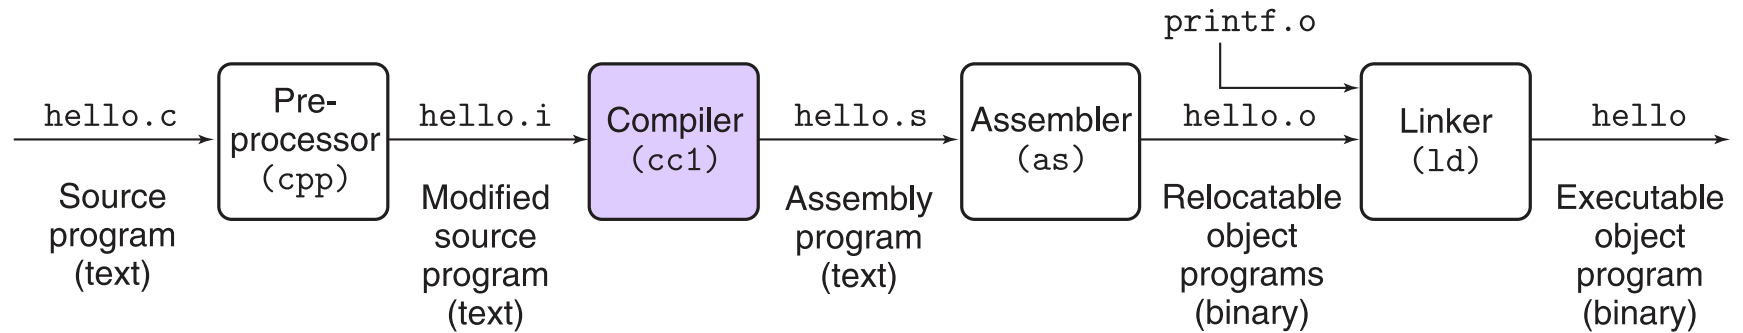 printf.o
hello.c
Pre-
processor
(cpp)
hello.i
Compiler
(cc1)
hello.s
Assembler
(as)
hello.o
Linker
(ld)
hello
Source
program
(text)
Modified
source
program
(text)
Assembly
program
(text)
Relocatable
object
programs
(binary)
Executable
object
program
(binary)